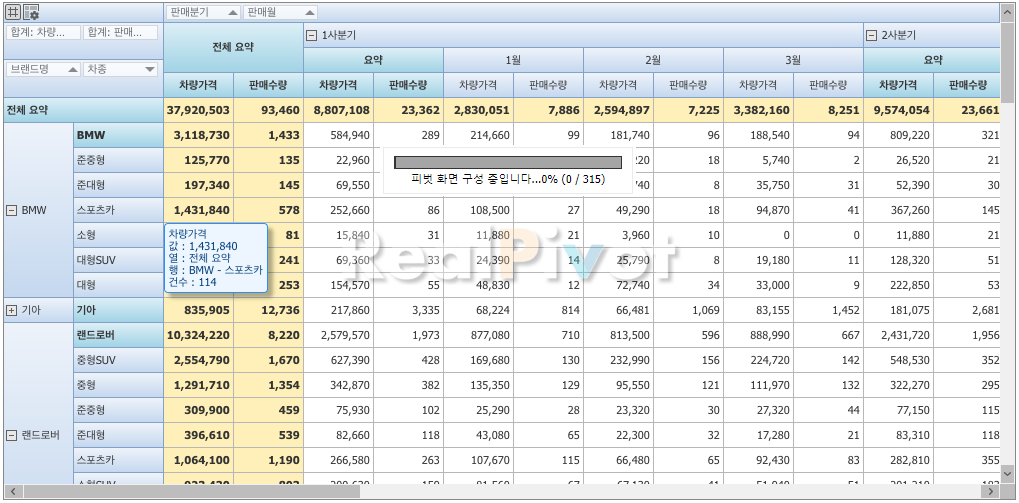 판매분기 판매월
합계: 차량... 합계: 판매...
브랜드명 차종
전체 요약 1사분기 2사분기
요약 1월 2월 3월 요약
차량가격 판매수량 차량가격 판매수량 차량가격 판매수량 차량가격 판매수량 차량가격 판매수량 차량가격 판매수량
전체 요약 37,920,503 93,460 8,807,108 23,362 2,830,051 7,886 2,594,897 7,225 3,382,160 8,251 9,574,054 23,661
BMW BMW 3,118,730 1,433 584,940 289 214,660 99 181,740 96 188,540 94 809,220 321
준중형 125,770 135 22,960 18 5,740 2 26,520 21
준대형 197,340 145 69,550 8 35,750 31 52,390 30
스포츠카 1,431,840 578 252,660 86 108,500 27 49,290 18 94,870 41 367,260 145
소형 81 15,840 31 11,880 21 3,960 10 0 0 11,880 21
대형SUV 241 69,360 33 24,390 14 25,790 8 19,180 11 128,320 51
대형 253 154,570 55 48,830 12 72,740 34 33,000 9 222,850 53
기아 기아 835,905 12,736 217,860 3,335 68,224 814 66,481 1,069 83,155 1,452 181,075 2,681
랜드로버 랜드로버 10,324,220 8,220 2,579,570 1,973 877,080 710 813,500 596 888,990 667 2,431,720 1,956
중형SUV 2,554,790 1,670 627,390 428 169,680 130 232,990 156 224,720 142 548,530 352
중형 1,291,710 1,354 342,870 382 135,350 129 95,550 121 111,970 132 322,270 295
준중형 309,900 459 75,930 102 25,290 28 23,320 30 27,320 44 77,150 115
준대형 396,610 539 82,660 118 43,080 65 22,300 32 17,280 21 83,310 118
스포츠카 1,064,100 1,190 266,580 263 107,670 115 66,480 65 92,430 83 282,810 355
피벗 화면 구성 중입니다...0% (0 / 315)
차량가격
값 : 1,431,840
열 : 전체 요약
행 : BMW - 스포츠카
건수 : 114
RealPivot